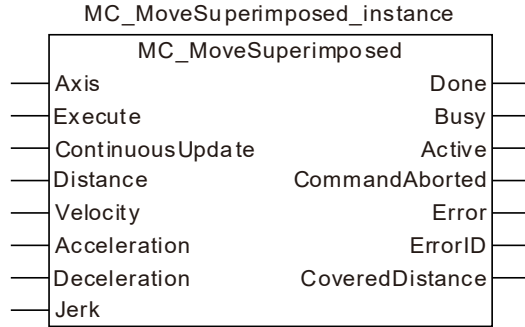 MC_MoveSuperimposed_instance
MC_MoveSuperimposed
Axis Done
Execute Busy
ContinuousUpdate Active
Distance CommandAborted
Velocity Error
Acceleration ErrorID
Deceleration CoveredDistance
Jerk